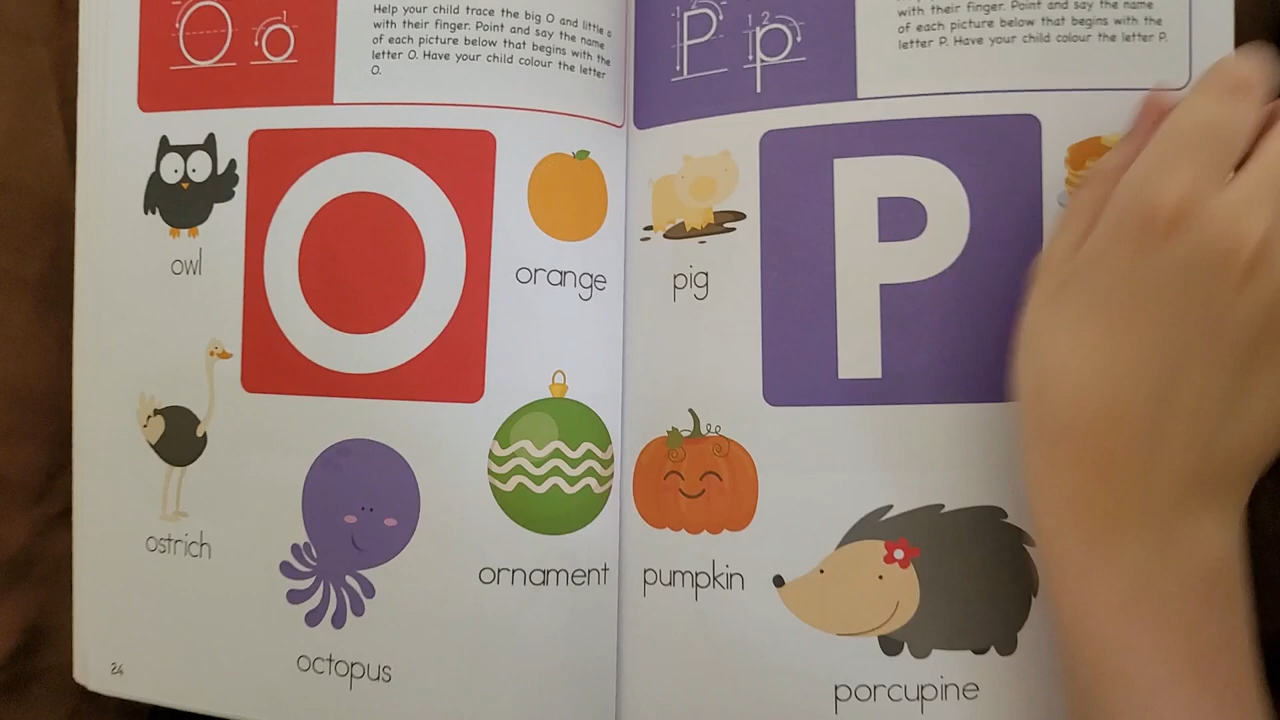 O o
Help your child trace the big O and little o
with their finger. Point and say the name
of each picture below that begins with the
letter O. Have your child colour the letter
O.
owl
O
orange
ostrich
octopus
ornament
24
1 P 1 2 p
with their finger. Point and say the name
of each picture below that begins with the
letter P. Have your child colour the letter P.
pig
P
pumpkin
porcupine